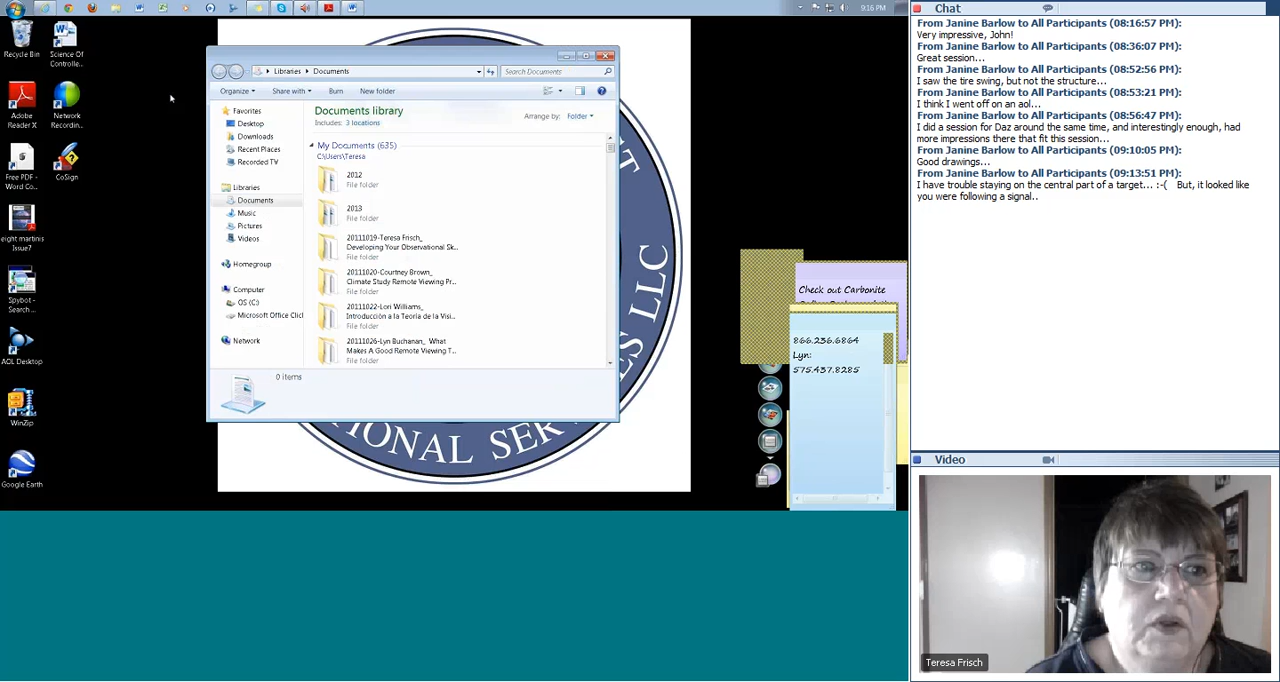 9:16 PM
Recycle Bin
Science Of
Controlle...
Adobe
Reader X
Network
Recordin...
Free PDF -
Word Co...
CoSign
eight martinis
Issue7
Spybot -
Search ...
AOL Desktop
WinZip
Google Earth
Libraries
Documents
Search Documents
Organize
Share with
Burn
New folder
Favorites
Desktop
Downloads
Recent Places
Recorded TV
Libraries
Documents
Music
Pictures
Videos
Homegroup
Computer
OS (C:)
Microsoft Office Clic
Network
Documents library
Includes: 3 locations
Arrange by: Folder
My Documents (635)
C:\Users\Teresa
2012
File folder
2013
File folder
20111019-Teresa Frisch_
Developing Your Observational Sk...
File folder
20111020-Courtney Brown_
Climate Study Remote Viewing Pr...
File folder
20111022-Lori Williams_
Introducción a la Teoría de la Visi...
File folder
20111026-Lyn Buchanan_ What
Makes A Good Remote Viewing T...
File folder
0 items
TIONAL SER
ES LLC
Check out Carbonite
866.236.6864
Lyn:
575.437.8285
Chat
From Janine Barlow to All Participants (08:16:57 PM):
Very impressive, John!
From Janine Barlow to All Participants (08:36:07 PM):
Great session...
From Janine Barlow to All Participants (08:52:56 PM):
I saw the tire swing, but not the structure...
From Janine Barlow to All Participants (08:53:21 PM):
I think I went off on an aol...
From Janine Barlow to All Participants (08:56:47 PM):
I did a session for Daz around the same time, and interestingly enough, had
more impressions there that fit this session...
From Janine Barlow to All Participants (09:10:05 PM):
Good drawings...
From Janine Barlow to All Participants (09:13:51 PM):
I have trouble staying on the central part of a target... :-( But, it looked like
you were following a signal..
Video
Teresa Frisch